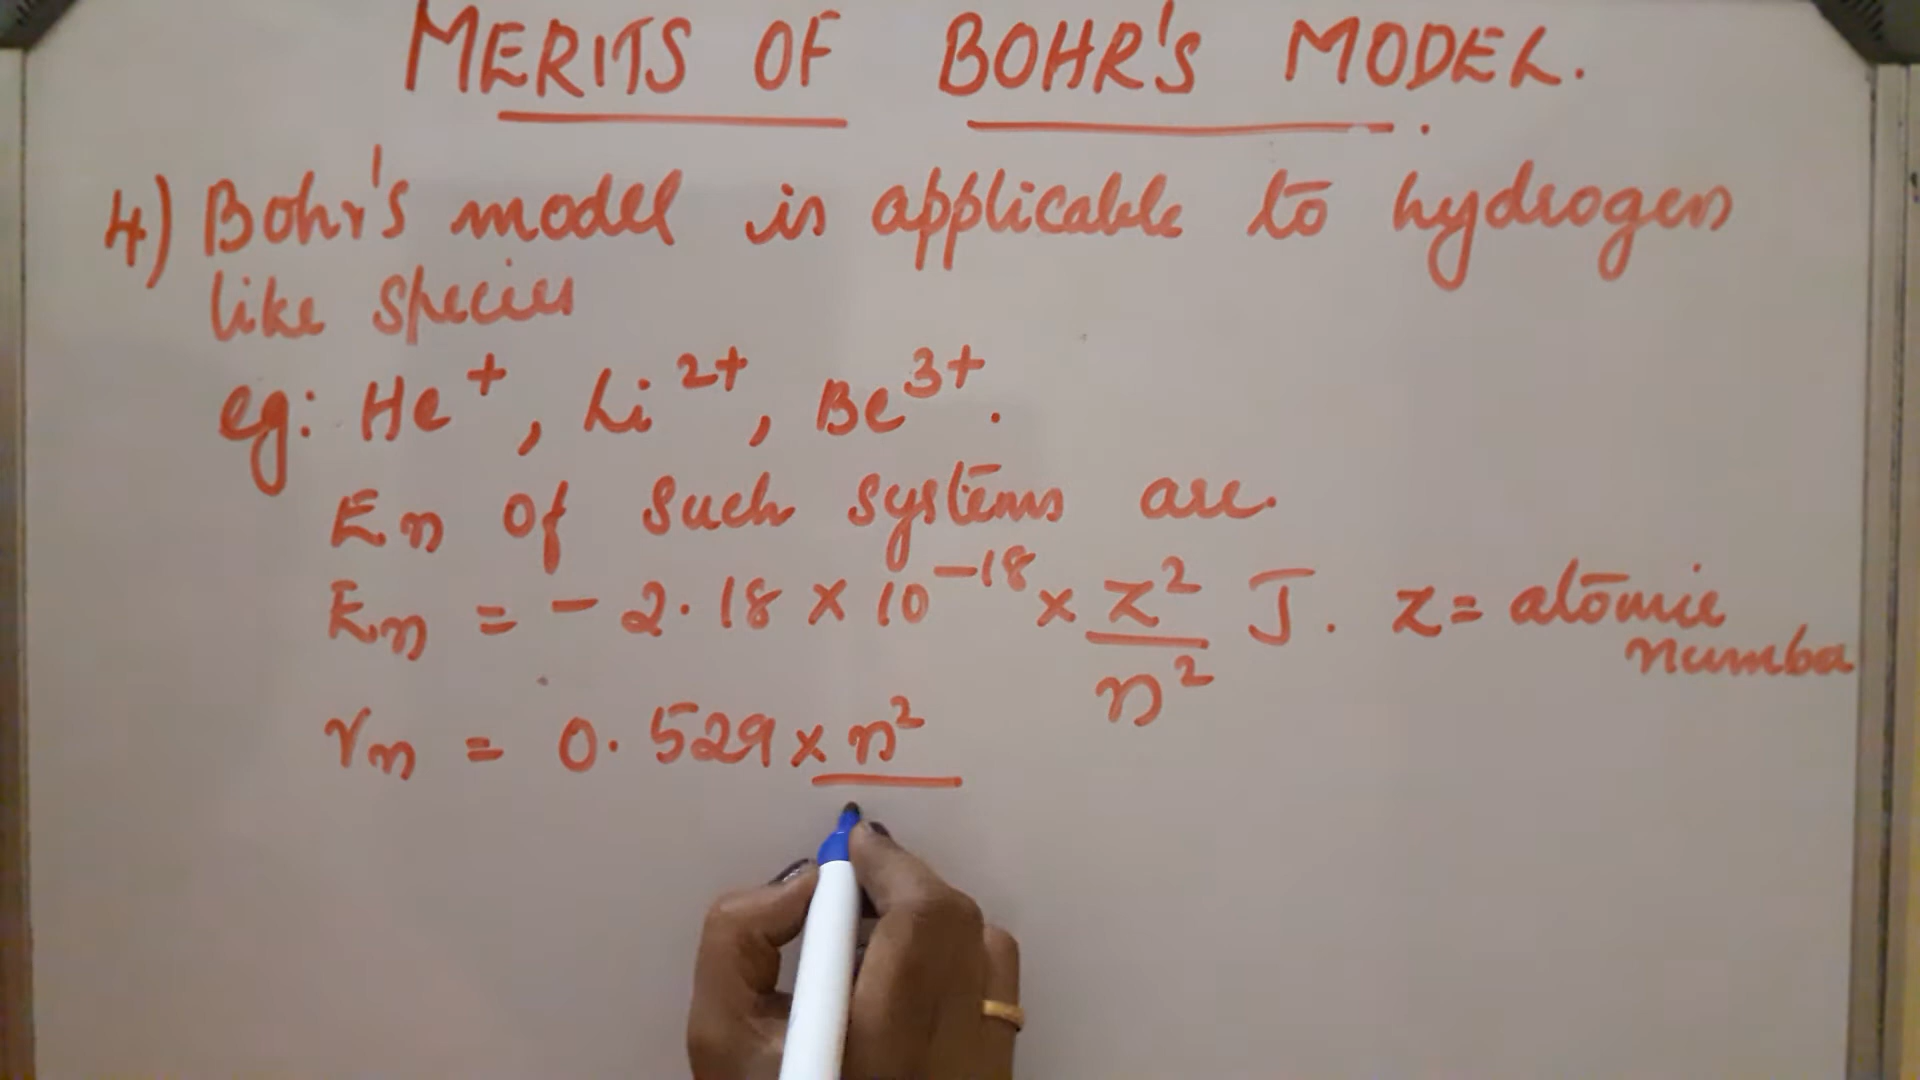 MERITS OF BOHR'S MODEL.
4) Bohr's model is applicable to hydrogen
like species
eg: He⁺, Li²⁺, Be³⁺.
En of such systems are.
En = - 2.18 × 10⁻¹⁸ × z²/n² J. z = atomic number
rn = 0.529 × n²